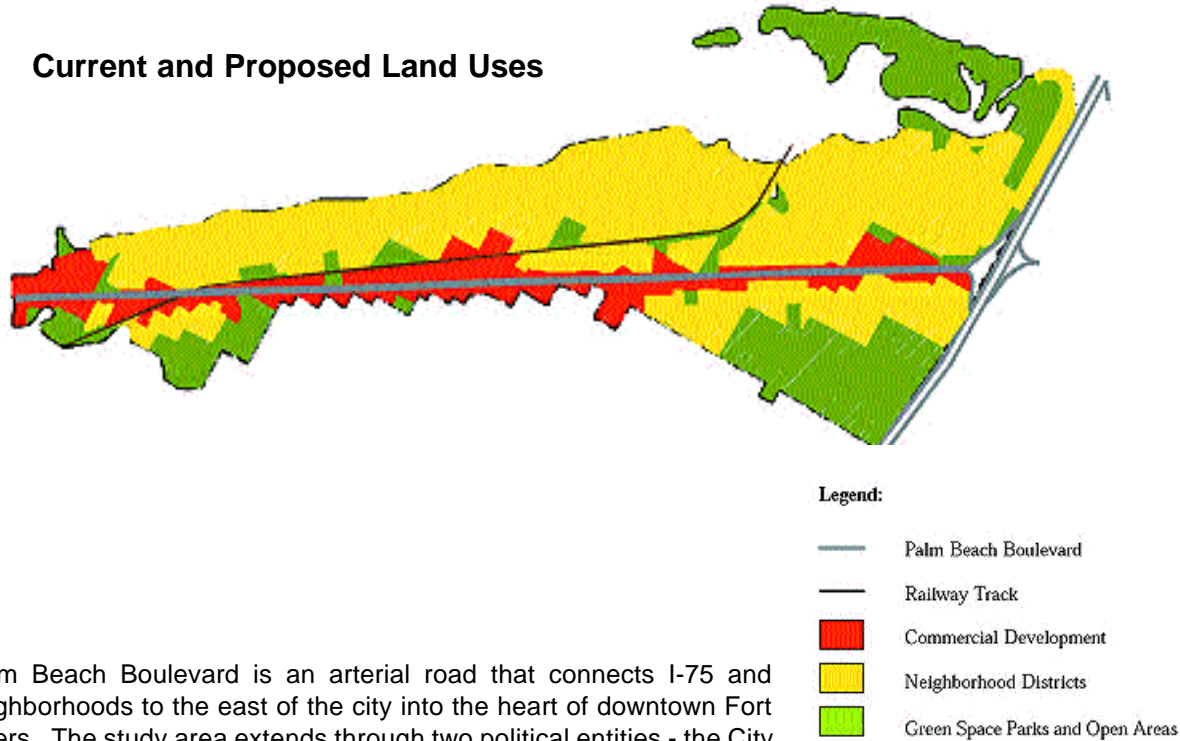 Current and Proposed Land Uses
Legend:
Palm Beach Boulevard
Railway Track
Commercial Development
Neighborhood Districts
Green Space Parks and Open Areas
m Beach Boulevard is an arterial road that connects I-75 and
ghborhoods to the east of the city into the heart of downtown Fort
ers. The study area extends through two political entities - the City